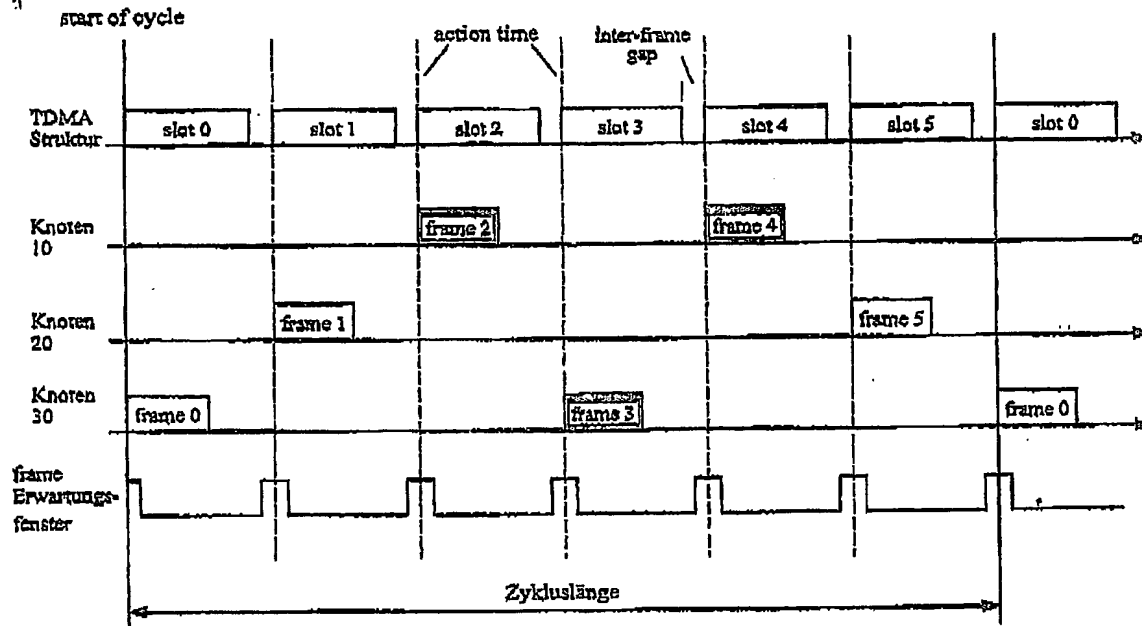 start of cycle
action time
inter-frame
gap
TDMA
Struktur
slot 0
slot 1
slot 2
slot 3
slot 4
slot 5
slot 0
Knoten
10
frame 2
frame 4
Knoten
20
frame 1
frame 5
Knoten
30
frame 0
frame 3
frame 0
frame
Erwartungs-
fenster
Zykluslänge